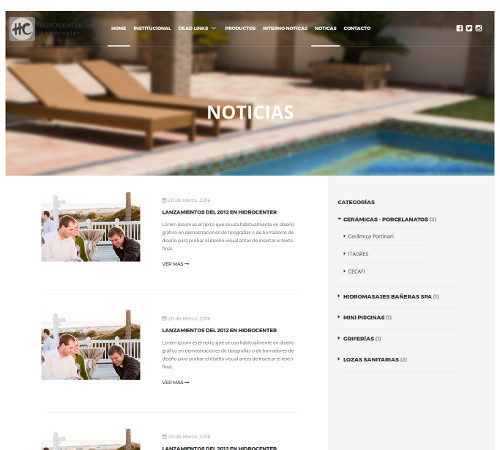 HC HIDROCENTER
homecenter
HOME INSTITUCIONAL DEAD LINKS PRODUCTOS INTERNO NOTICAS NOTICAS CONTACTO
NOTICIAS
20 de Marzo, 2016
LANZAMIENTOS DEL 2012 EN HIDROCENTER
Lorem ipsum es el texto que se usa habitualmente en diseño
gráfico en demostraciones de tipografías o de borradores de
diseño para probar el diseño visual antes de insertar el texto
final.
VER MÁS
20 de Marzo, 2016
LANZAMIENTOS DEL 2012 EN HIDROCENTER
Lorem ipsum es el texto que se usa habitualmente en diseño
gráfico en demostraciones de tipografías o de borradores de
diseño para probar el diseño visual antes de insertar el texto
final.
VER MÁS
20 de Marzo, 2016
LANZAMIENTOS DEL 2012 EN HIDROCENTER
CATEGORÍAS
CERÁMICAS - PORCELANATOS (3)
Cerâmica Portinari
ITAGRES
CECAFI
HIDROMASAJES BAÑERAS SPA (1)
MINI PISCINAS (1)
GRIFERÍAS (1)
LOZAS SANITARIAS (2)